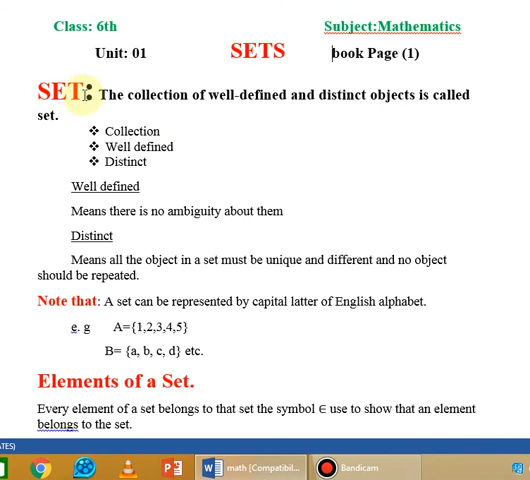 Class: 6th Subject:Mathematics
Unit: 01 SETS book Page (1)
SET: The collection of well-defined and distinct objects is called
set.
❖ Collection
❖ Well defined
❖ Distinct
Well defined
Means there is no ambiguity about them
Distinct
Means all the object in a set must be unique and different and no object
should be repeated.
Note that: A set can be represented by capital latter of English alphabet.
e. g A={1,2,3,4,5}
B= {a, b, c, d} etc.
Elements of a Set.
Every element of a set belongs to that set the symbol ∈ use to show that an element
belongs to the set.
TES)
math [Compatibil... Bandicam